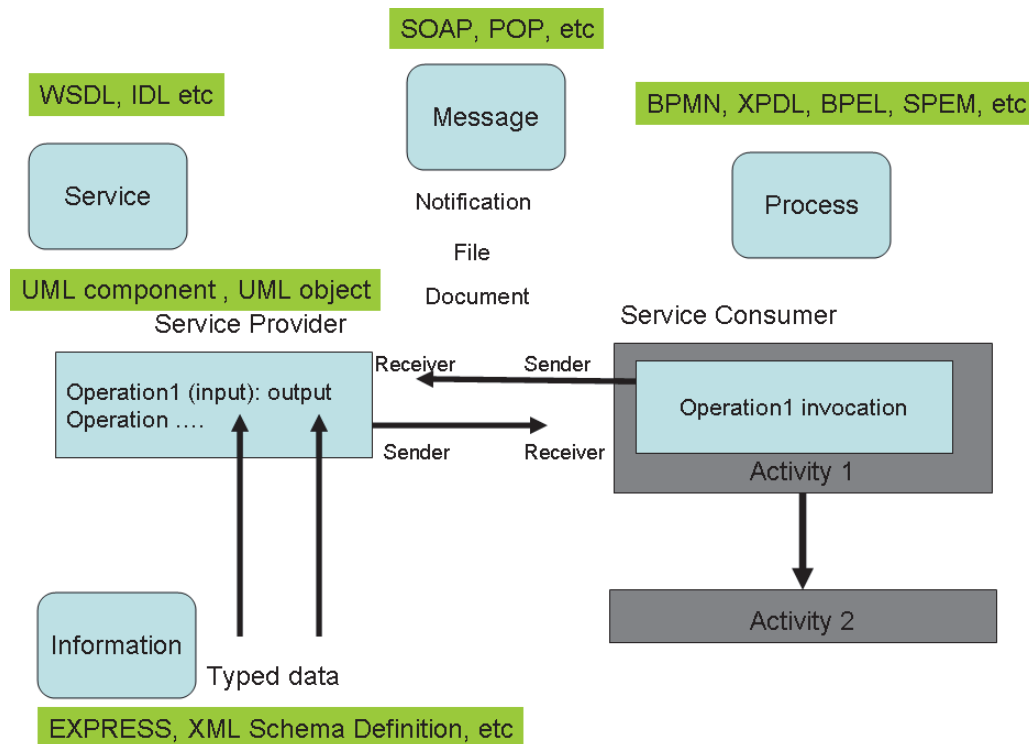 SOAP, POP, etc
WSDL, IDL etc
Message
BPMN, XPDL, BPEL, SPEM, etc
Service
Notification
Process
File
UML component , UML object
Document
Service Provider
Service Consumer
Receiver
Sender
Operation1 (input): output
Operation ….
Operation1 invocation
Sender
Receiver
Activity 1
Information
Activity 2
Typed data
EXPRESS, XML Schema Definition, etc